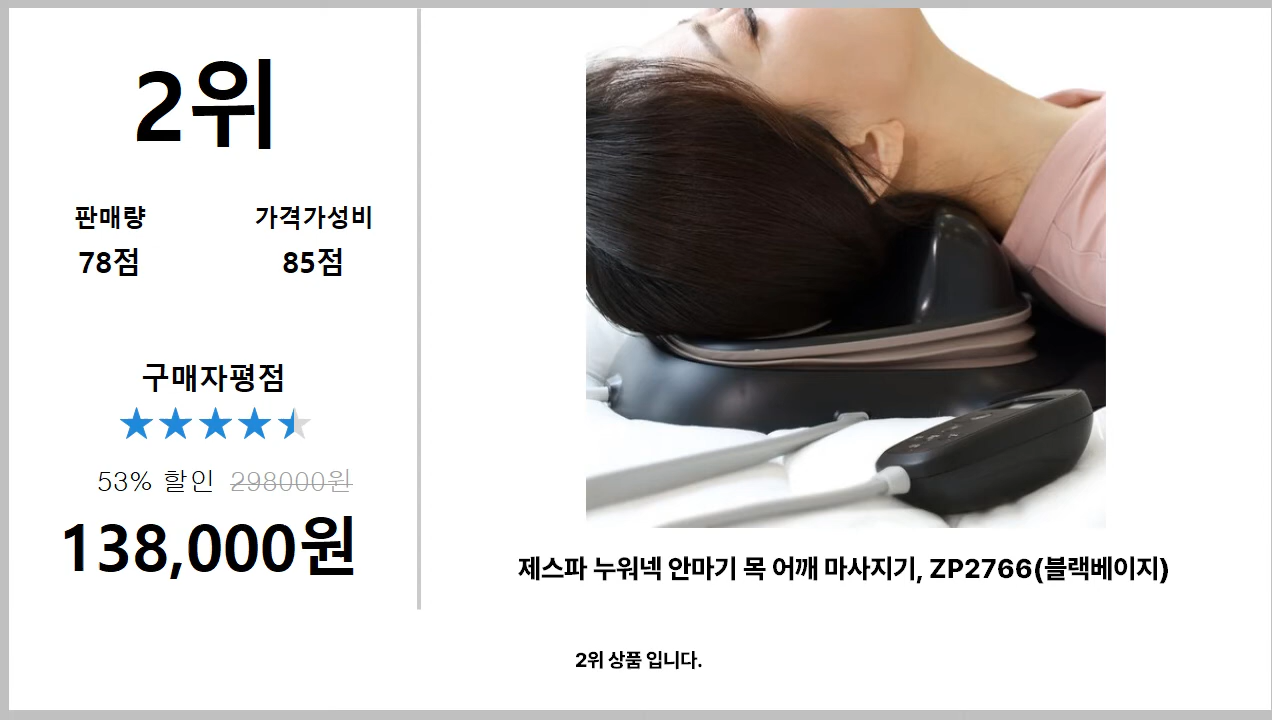 2위
판매량 가격가성비
78점 85점
구매자평점
53% 할인 298000원
138,000원
제스파 누워넥 안마기 목 어깨 마사지기, ZP2766(블랙베이지)
2위 상품 입니다.